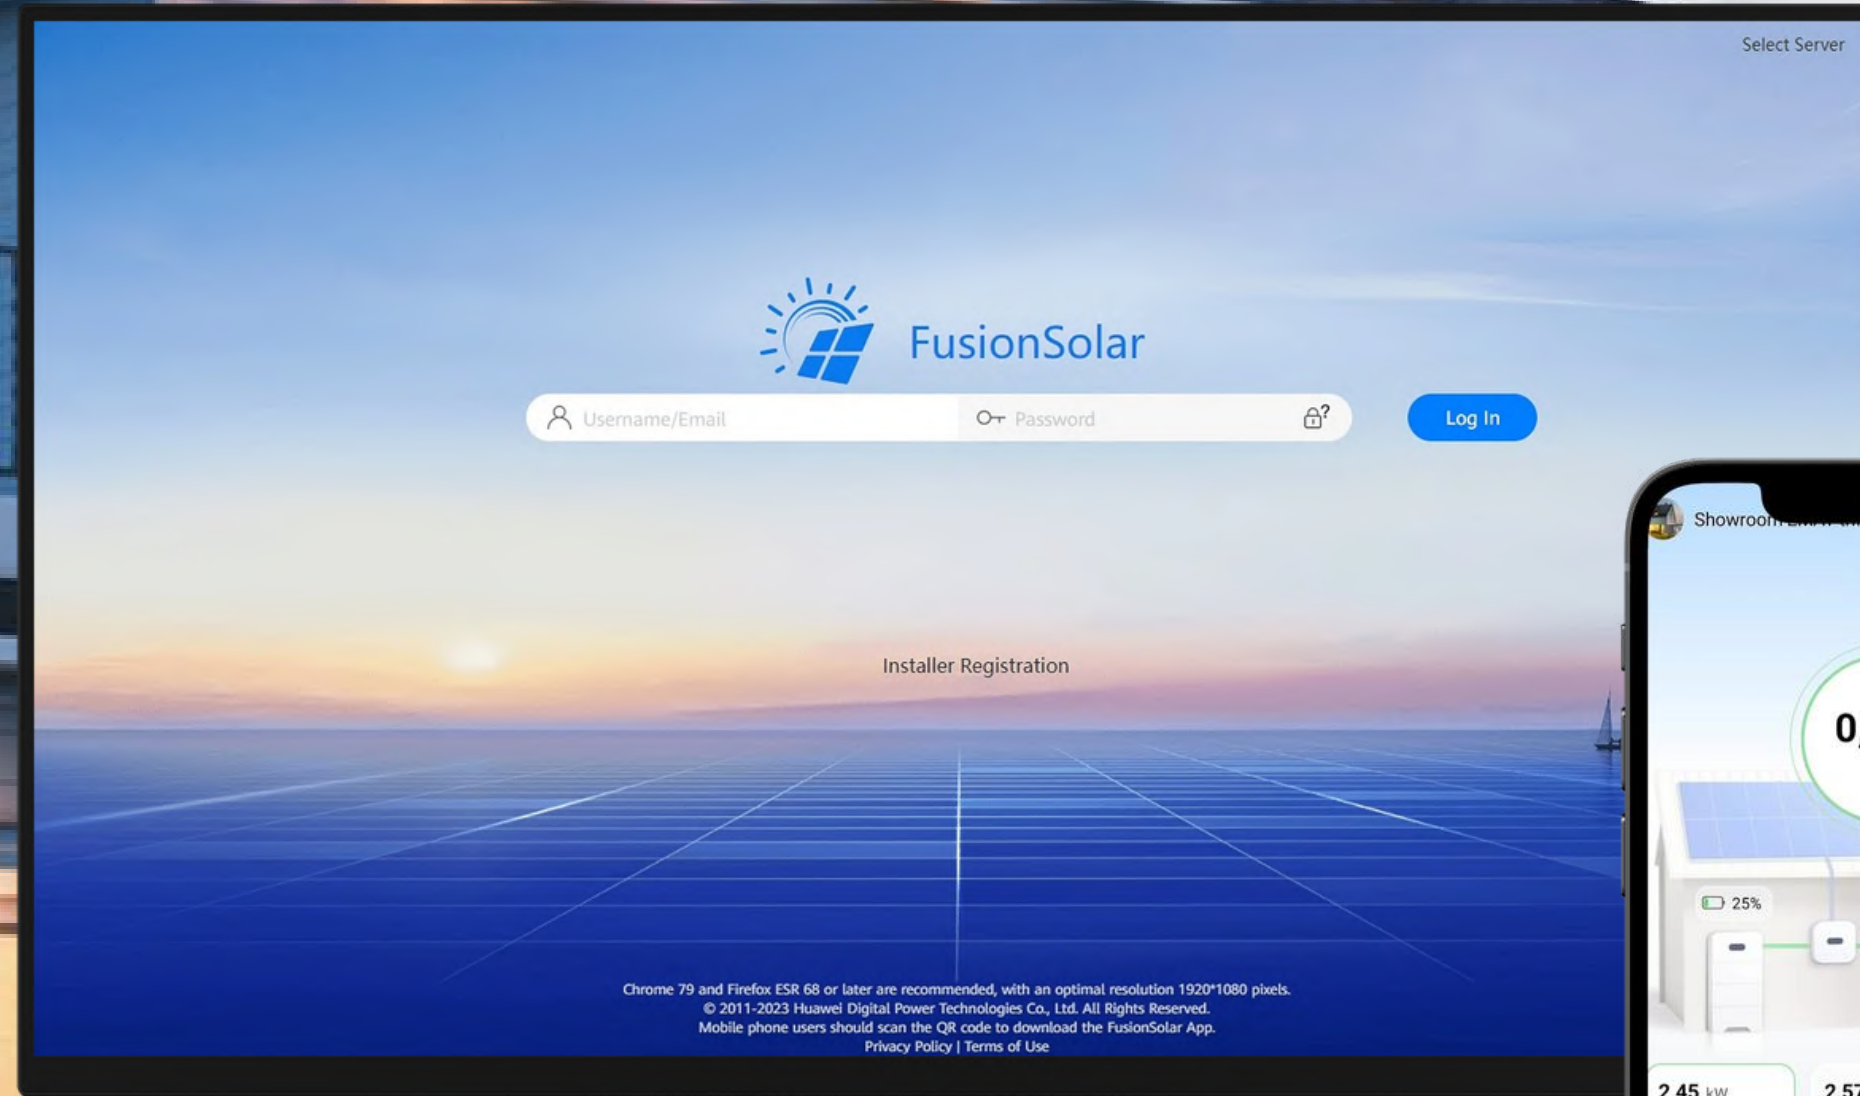 Select Server
FusionSolar
Username/Email
Password
Log In
Installer Registration
Chrome 79 and Firefox ESR 68 or later are recommended, with an optimal resolution 1920*1080 pixels.
© 2011-2023 Huawei Digital Power Technologies Co., Ltd. All Rights Reserved.
Mobile phone users should scan the QR code to download the FusionSolar App.
Privacy Policy | Terms of Use
Showroom
0,
25%
2.45 kW
2.57